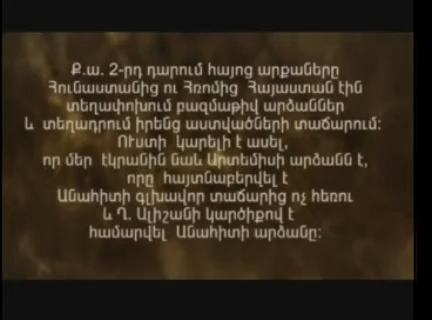 Ք.ա. 2-րդ դարում հայոց արքաները
Հունաստանից ու Հռոմից Հայաստան էին
տեղափոխում բազմաթիվ արձաններ
և տեղադրում իրենց աստվածների տաճարում:
Ուստի կարելի է ասել,
որ մեր էկրանին նաև Արտեմիսի արձանն է,
որը հայտնաբերվել է
Անահիտի գլխավոր տաճարից ոչ հեռու
և Ղ. Ալիշանի կարծիքով է
համարվել Անահիտի արձանը: